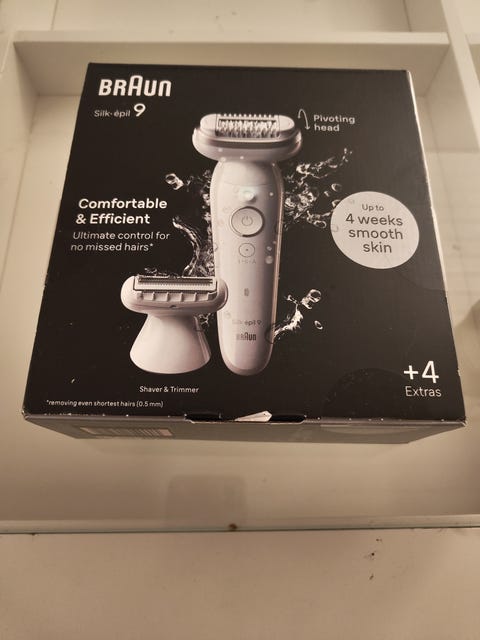 BRAUN
Silk·épil 9
Pivoting
head
Comfortable
& Efficient
Ultimate control for
no missed hairs*
Up to
4 weeks
smooth
skin
Silk·épil 9
BRAUN
Shaver & Trimmer
+4
Extras
*removing even shortest hairs (0.5 mm)